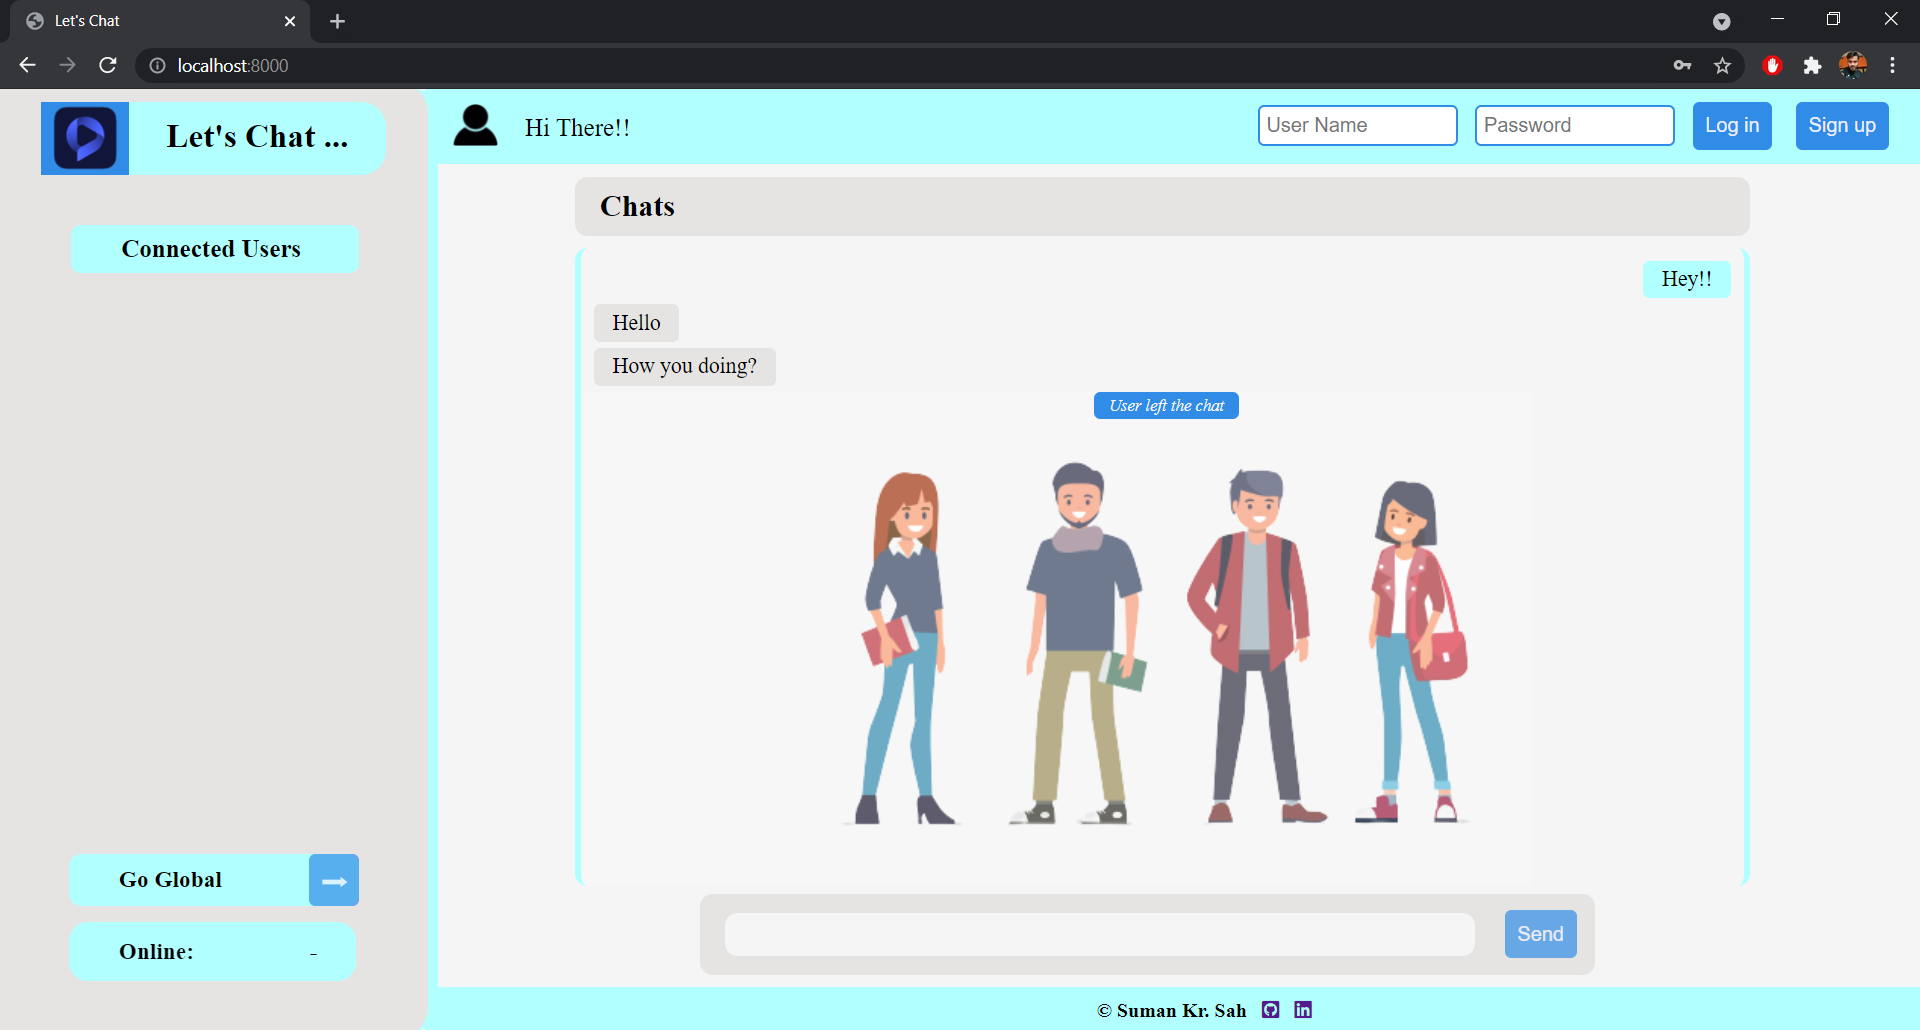 Let's Chat
localhost:8000
Let's Chat ...
Hi There!!
User Name
Password
Log in
Sign up
Connected Users
Chats
Hey!!
Hello
How you doing?
User left the chat
Go Global
Online: -
Send
© Suman Kr. Sah